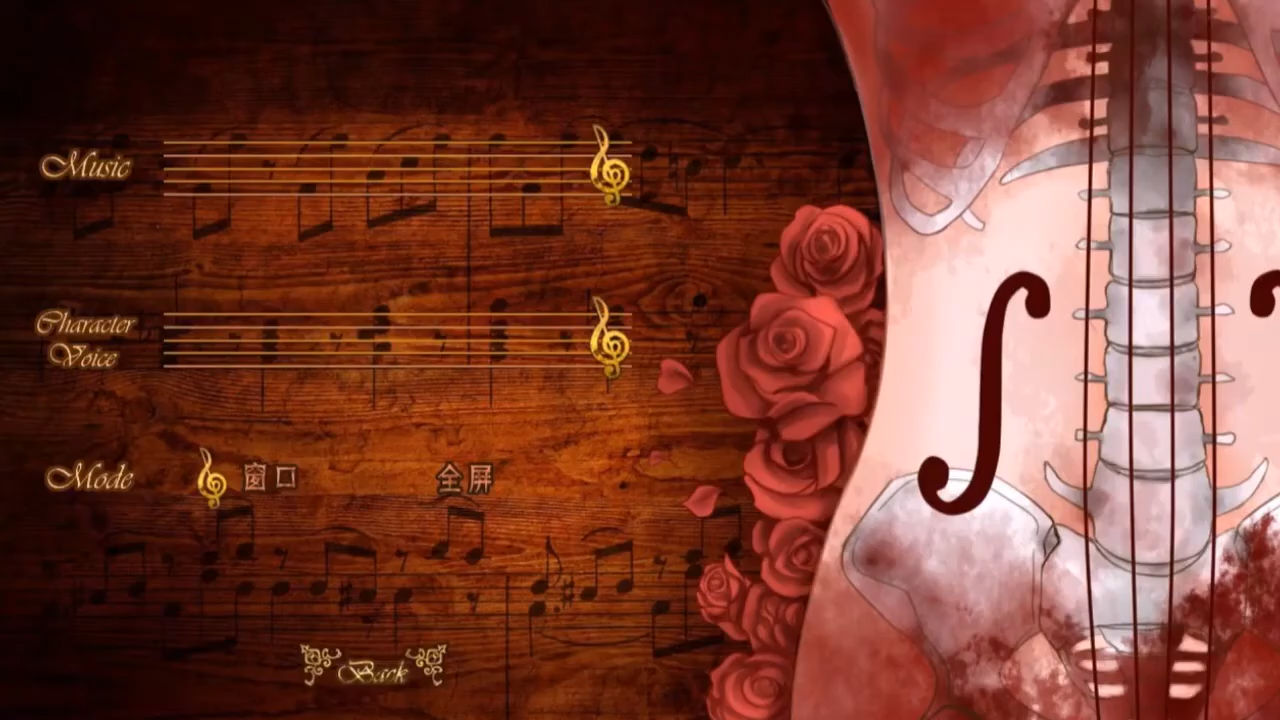 Music
Character
Voice
Mode 窗口 全屏
Back